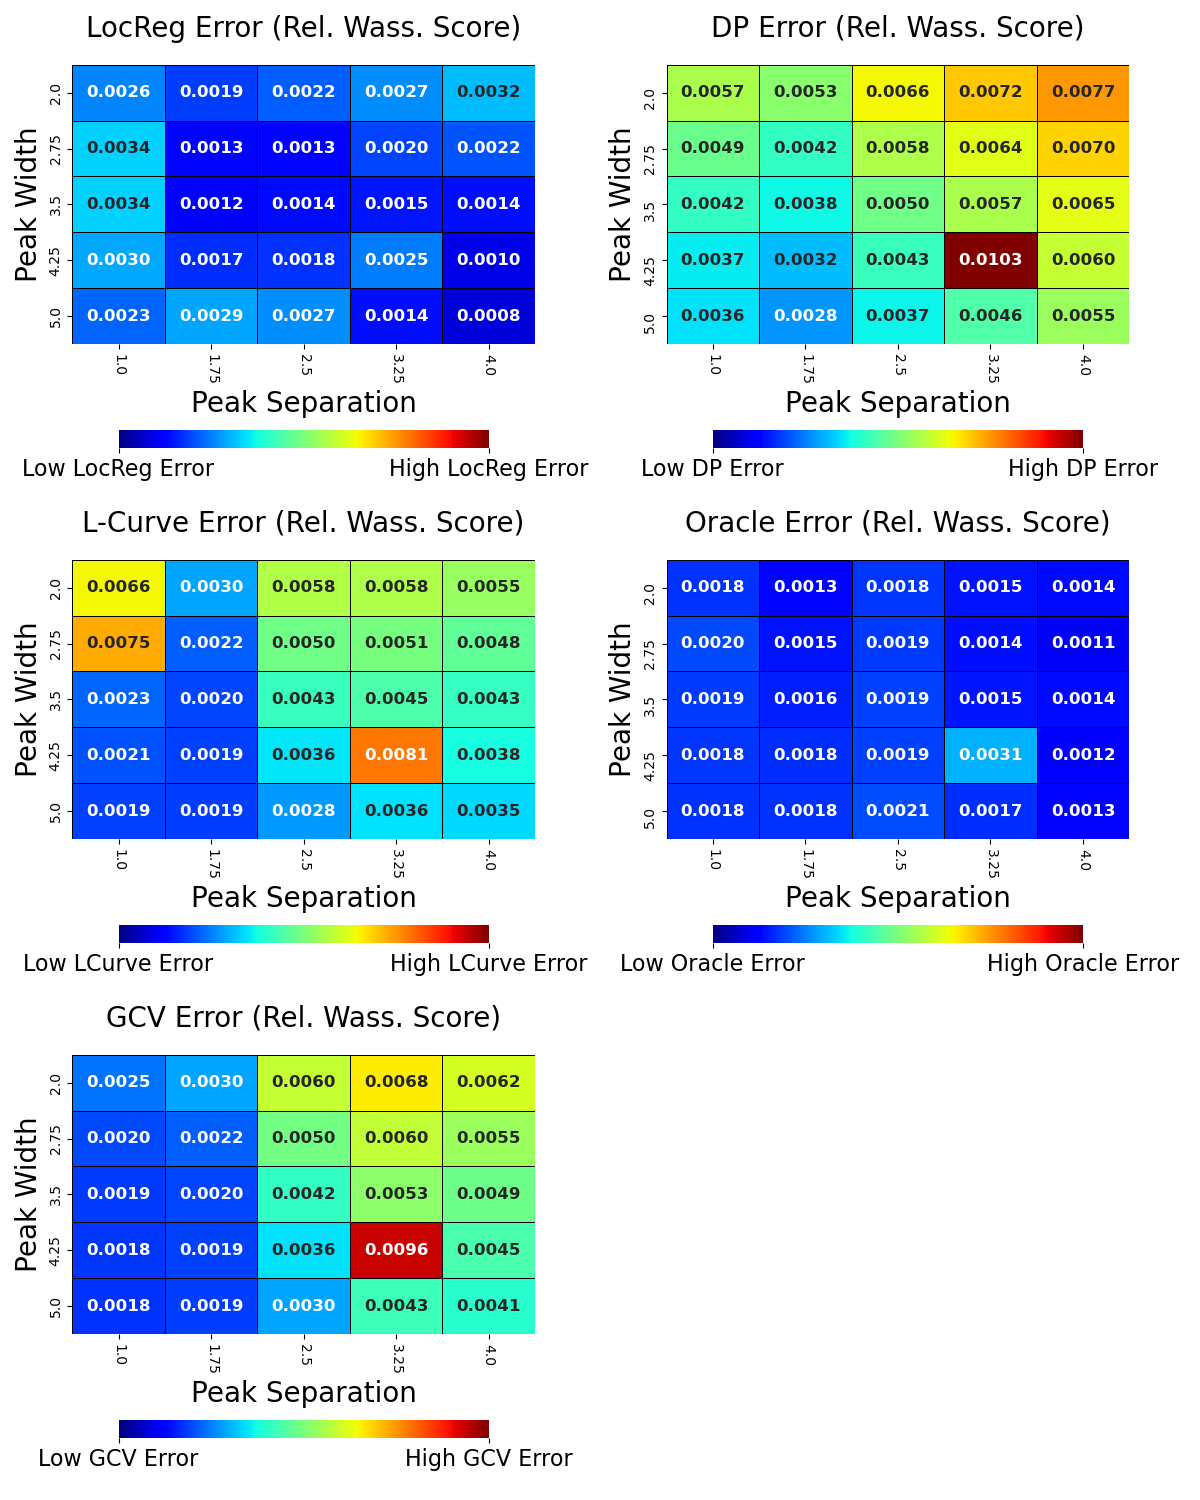 LocReg Error (Rel. Wass. Score)
Peak Width
2.0 0.0026 0.0019 0.0022 0.0027 0.0032
2.75 0.0034 0.0013 0.0013 0.0020 0.0022
3.5 0.0034 0.0012 0.0014 0.0015 0.0014
4.25 0.0030 0.0017 0.0018 0.0025 0.0010
5.0 0.0023 0.0029 0.0027 0.0014 0.0008
1.0 1.75 2.5 3.25 4.0
Peak Separation
Low LocReg Error High LocReg Error
DP Error (Rel. Wass. Score)
Peak Width
2.0 0.0057 0.0053 0.0066 0.0072 0.0077
2.75 0.0049 0.0042 0.0058 0.0064 0.0070
3.5 0.0042 0.0038 0.0050 0.0057 0.0065
4.25 0.0037 0.0032 0.0043 0.0103 0.0060
5.0 0.0036 0.0028 0.0037 0.0046 0.0055
1.0 1.75 2.5 3.25 4.0
Peak Separation
Low DP Error High DP Error
L-Curve Error (Rel. Wass. Score)
Peak Width
2.0 0.0066 0.0030 0.0058 0.0058 0.0055
2.75 0.0075 0.0022 0.0050 0.0051 0.0048
3.5 0.0023 0.0020 0.0043 0.0045 0.0043
4.25 0.0021 0.0019 0.0036 0.0081 0.0038
5.0 0.0019 0.0019 0.0028 0.0036 0.0035
1.0 1.75 2.5 3.25 4.0
Peak Separation
Low LCurve Error High LCurve Error
Oracle Error (Rel. Wass. Score)
Peak Width
2.0 0.0018 0.0013 0.0018 0.0015 0.0014
2.75 0.0020 0.0015 0.0019 0.0014 0.0011
3.5 0.0019 0.0016 0.0019 0.0015 0.0014
4.25 0.0018 0.0018 0.0019 0.0031 0.0012
5.0 0.0018 0.0018 0.0021 0.0017 0.0013
1.0 1.75 2.5 3.25 4.0
Peak Separation
Low Oracle Error High Oracle Error
GCV Error (Rel. Wass. Score)
Peak Width
2.0 0.0025 0.0030 0.0060 0.0068 0.0062
2.75 0.0020 0.0022 0.0050 0.0060 0.0055
3.5 0.0019 0.0020 0.0042 0.0053 0.0049
4.25 0.0018 0.0019 0.0036 0.0096 0.0045
5.0 0.0018 0.0019 0.0030 0.0043 0.0041
1.0 1.75 2.5 3.25 4.0
Peak Separation
Low GCV Error High GCV Error